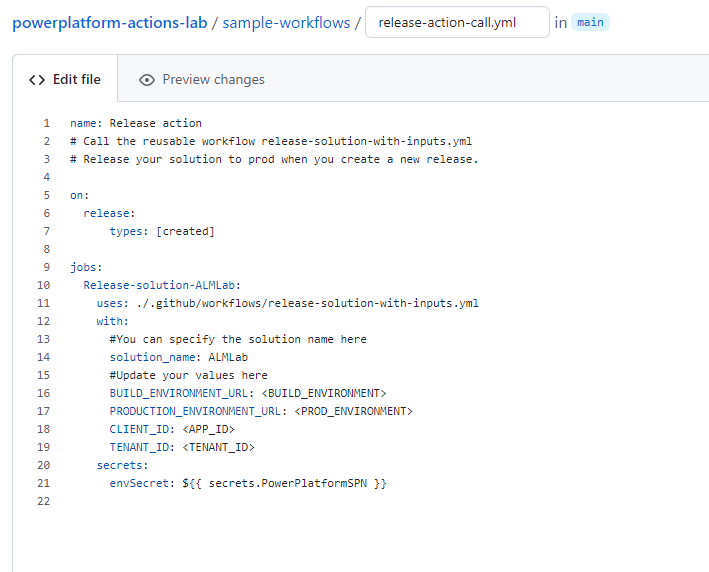 powerplatform-actions-lab / sample-workflows / release-action-call.yml in main
<> Edit file Preview changes
1 name: Release action
2 # Call the reusable workflow release-solution-with-inputs.yml
3 # Release your solution to prod when you create a new release.
4
5 on:
6   release:
7       types: [created]
8
9 jobs:
10   Release-solution-ALMLab:
11     uses: ./.github/workflows/release-solution-with-inputs.yml
12     with:
13       #You can specify the solution name here
14       solution_name: ALMLab
15       #Update your values here
16       BUILD_ENVIRONMENT_URL: <BUILD_ENVIRONMENT>
17       PRODUCTION_ENVIRONMENT_URL: <PROD_ENVIRONMENT>
18       CLIENT_ID: <APP_ID>
19       TENANT_ID: <TENANT_ID>
20     secrets:
21       envSecret: ${{ secrets.PowerPlatformSPN }}
22